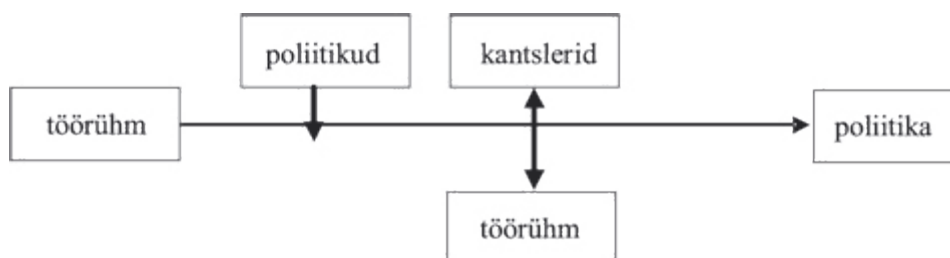 poliitikud
kantslerid
töörühm
poliitika
töörühm